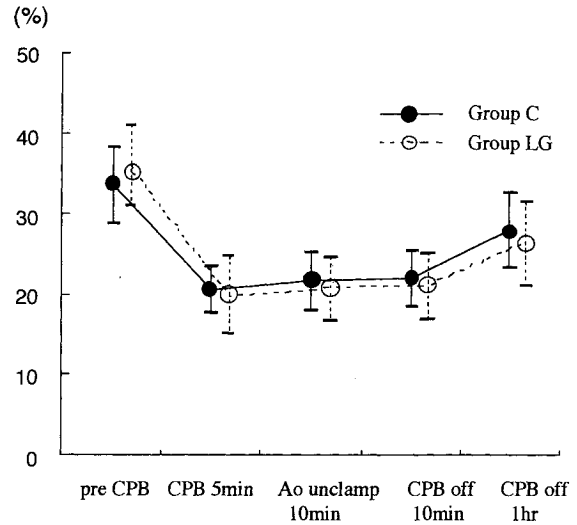 (%)
50
40
30
20
10
0
Group C
Group LG
pre CPB
CPB 5min
Ao unclamp
10min
CPB off
10min
CPB off
1hr